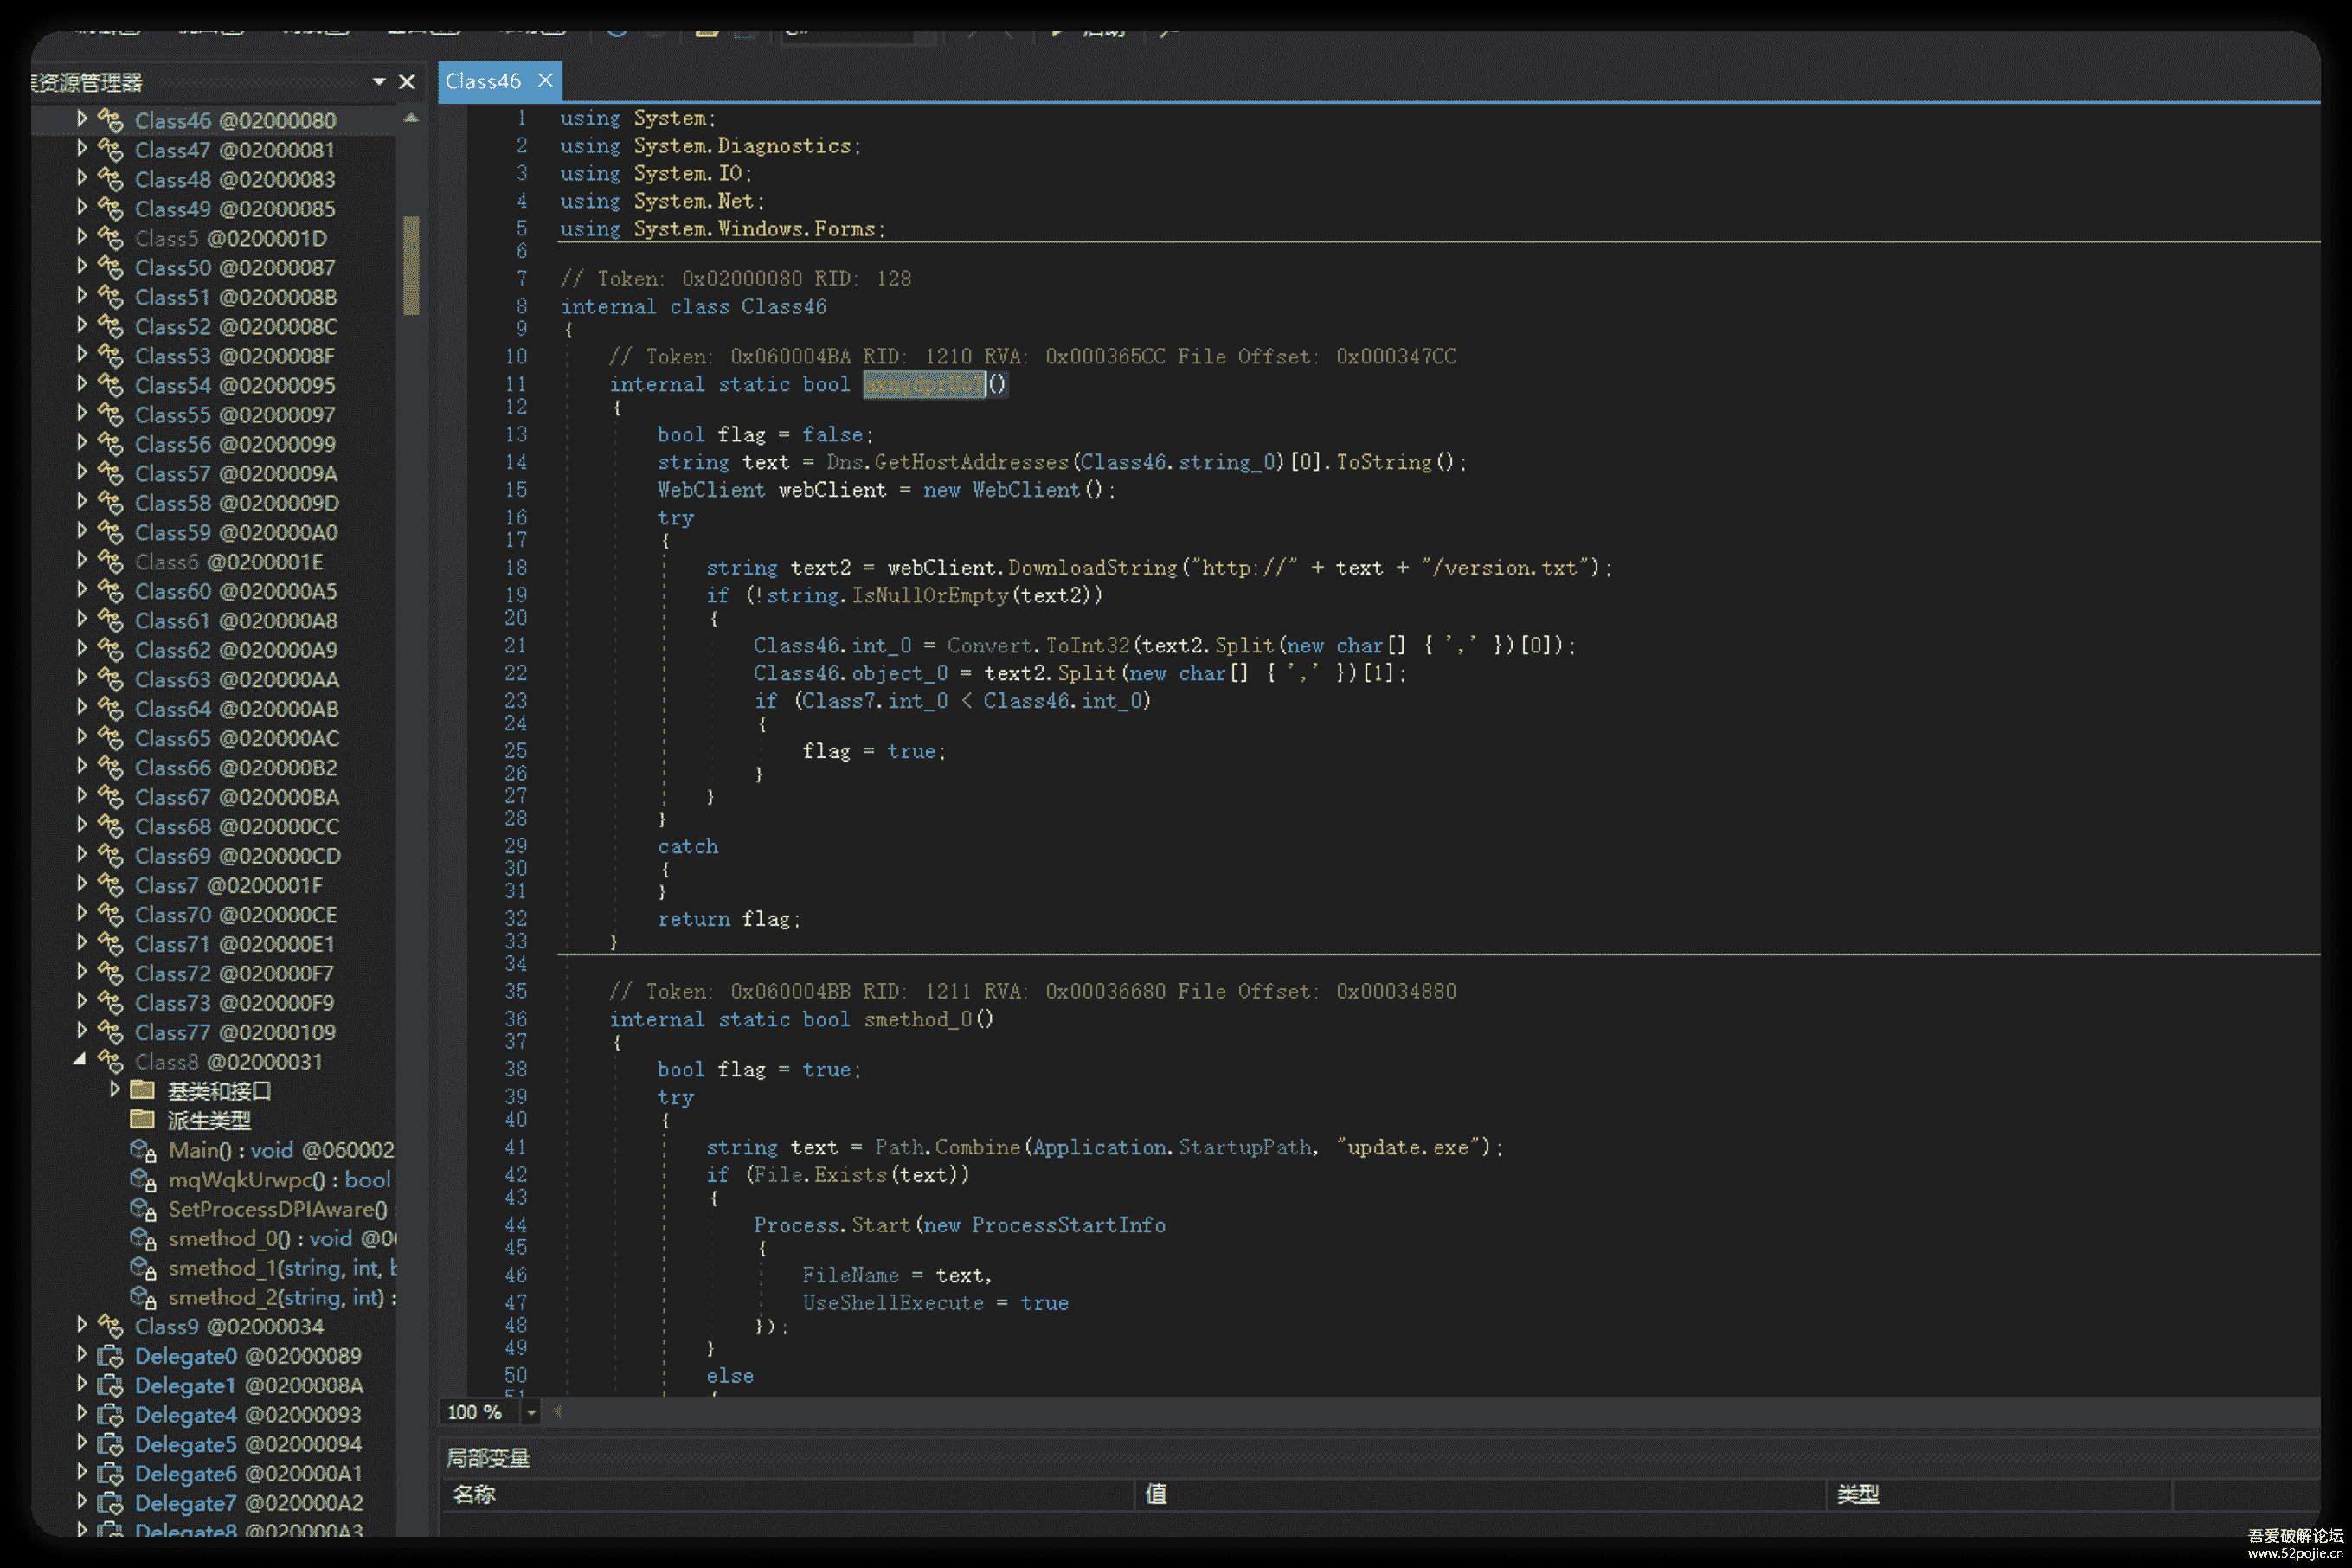 资源管理器
Class46 @02000080
Class47 @02000081
Class48 @02000083
Class49 @02000085
Class5 @0200001D
Class50 @02000087
Class51 @0200008B
Class52 @0200008C
Class53 @0200008F
Class54 @02000095
Class55 @02000097
Class56 @02000099
Class57 @0200009A
Class58 @0200009D
Class59 @020000A0
Class6 @0200001E
Class60 @020000A5
Class61 @020000A8
Class62 @020000A9
Class63 @020000AA
Class64 @020000AB
Class65 @020000AC
Class66 @020000B2
Class67 @020000BA
Class68 @020000CC
Class69 @020000CD
Class7 @0200001F
Class70 @020000CE
Class71 @020000E1
Class72 @020000F7
Class73 @020000F9
Class77 @02000109
Class8 @02000031
基类和接口
派生类型
Main() : void @060002
mqWqkUrwpc() : bool
SetProcessDPIAware() :
smethod_0() : void @0
smethod_1(string, int, b
smethod_2(string, int) :
Class9 @02000034
Delegate0 @02000089
Delegate1 @0200008A
Delegate4 @02000093
Delegate5 @02000094
Delegate6 @020000A1
Delegate7 @020000A2
Delegate8 @020000A3
Class46
1 using System;
2 using System.Diagnostics;
3 using System.IO;
4 using System.Net;
5 using System.Windows.Forms;
6
7 // Token: 0x02000080 RID: 128
8 internal class Class46
9 {
10 // Token: 0x060004BA RID: 1210 RVA: 0x000365CC File Offset: 0x000347CC
11 internal static bool ()
12 {
13 bool flag = false;
14 string text = Dns.GetHostAddresses(Class46.string_0)[0].ToString();
15 WebClient webClient = new WebClient();
16 try
17 {
18 string text2 = webClient.DownloadString("http://" + text + "/version.txt");
19 if (!string.IsNullOrEmpty(text2))
20 {
21 Class46.int_0 = Convert.ToInt32(text2.Split(new char[] { ',' })[0]);
22 Class46.object_0 = text2.Split(new char[] { ',' })[1];
23 if (Class7.int_0 < Class46.int_0)
24 {
25 flag = true;
26 }
27 }
28 }
29 catch
30 {
31 }
32 return flag;
33 }
34
35 // Token: 0x060004BB RID: 1211 RVA: 0x00036680 File Offset: 0x00034880
36 internal static bool smethod_0()
37 {
38 bool flag = true;
39 try
40 {
41 string text = Path.Combine(Application.StartupPath, "update.exe");
42 if (File.Exists(text))
43 {
44 Process.Start(new ProcessStartInfo
45 {
46 FileName = text,
47 UseShellExecute = true
48 });
49 }
50 else
51 {
100 %
局部变量
名称 值 类型
吾爱破解论坛
www.52pojie.cn